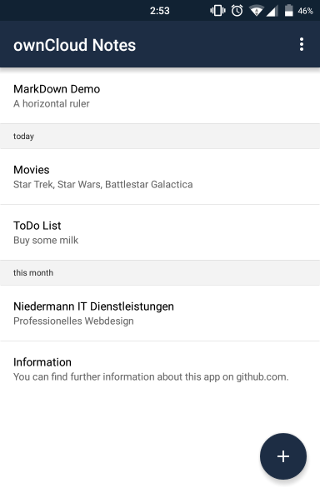 2:53
46%
ownCloud Notes
MarkDown Demo
A horizontal ruler
today
Movies
Star Trek, Star Wars, Battlestar Galactica
ToDo List
Buy some milk
this month
Niedermann IT Dienstleistungen
Professionelles Webdesign
Information
You can find further information about this app on github.com.
+